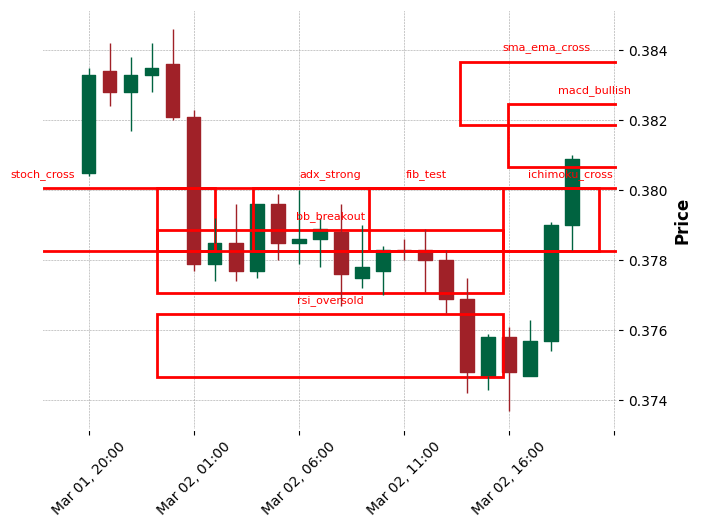 sma_ema_cross
macd_bullish
stoch_cross
adx_strong
fib_test
ichimoku_cross
bb_breakout
rsi_oversold
0.384
0.382
0.380
0.378
0.376
0.374
Price
Mar 01, 20:00
Mar 02, 01:00
Mar 02, 06:00
Mar 02, 11:00
Mar 02, 16:00